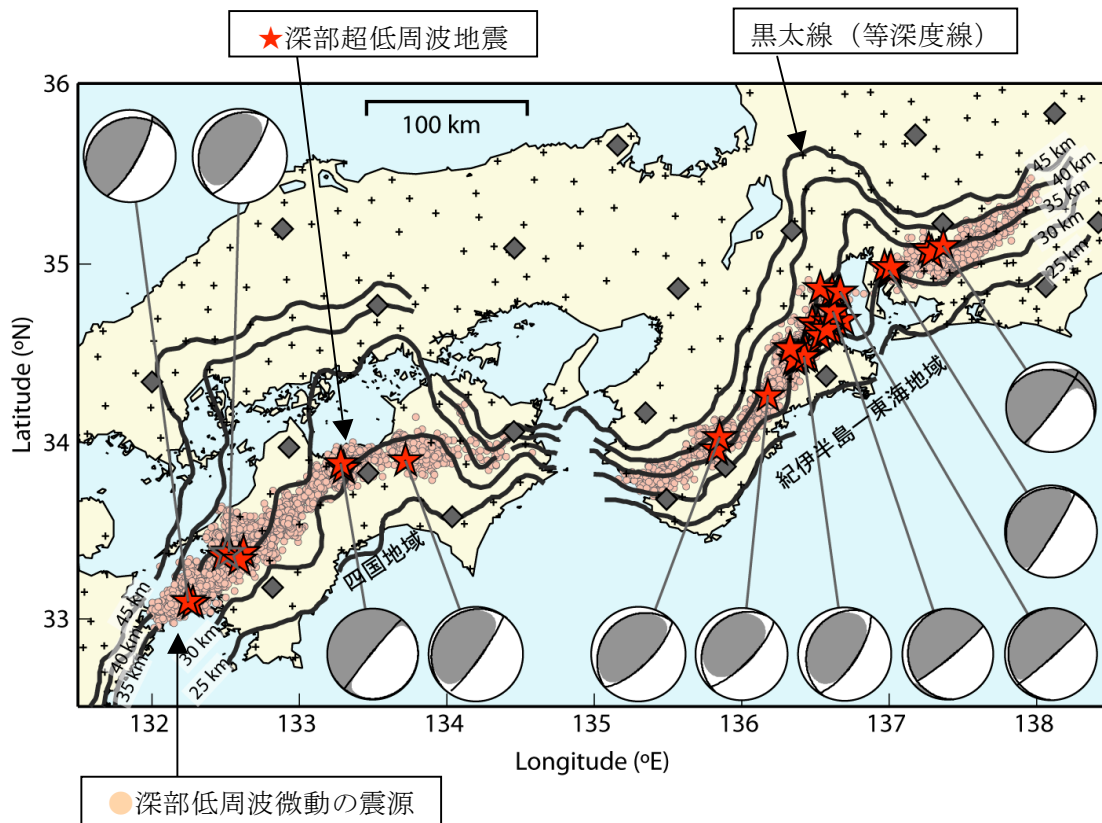 ★深部超低周波地震
黒太線（等深度線）
36
35
34
33
Latitude (ºN)
100 km
45 km
40 km
35 km
30 km
25 km
紀伊半島ー東海地域
四国地域
45 km
40 km
35 km
30 km
25 km
132
133
134
135
136
137
138
Longitude (ºE)
深部低周波微動の震源